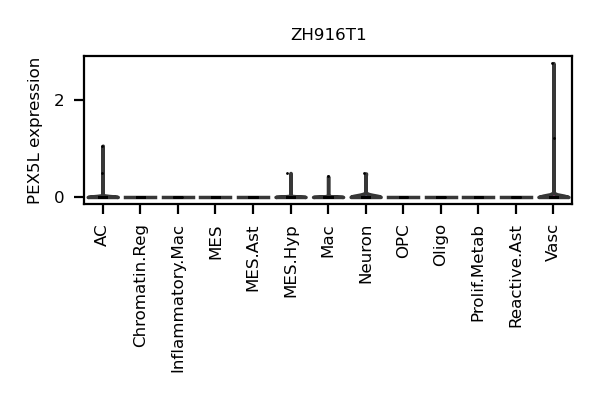 ZH916T1
PEX5L expression
2
0
AC
Chromatin.Reg
Inflammatory.Mac
MES
MES.Ast
MES.Hyp
Mac
Neuron
OPC
Oligo
Prolif.Metab
Reactive.Ast
Vasc